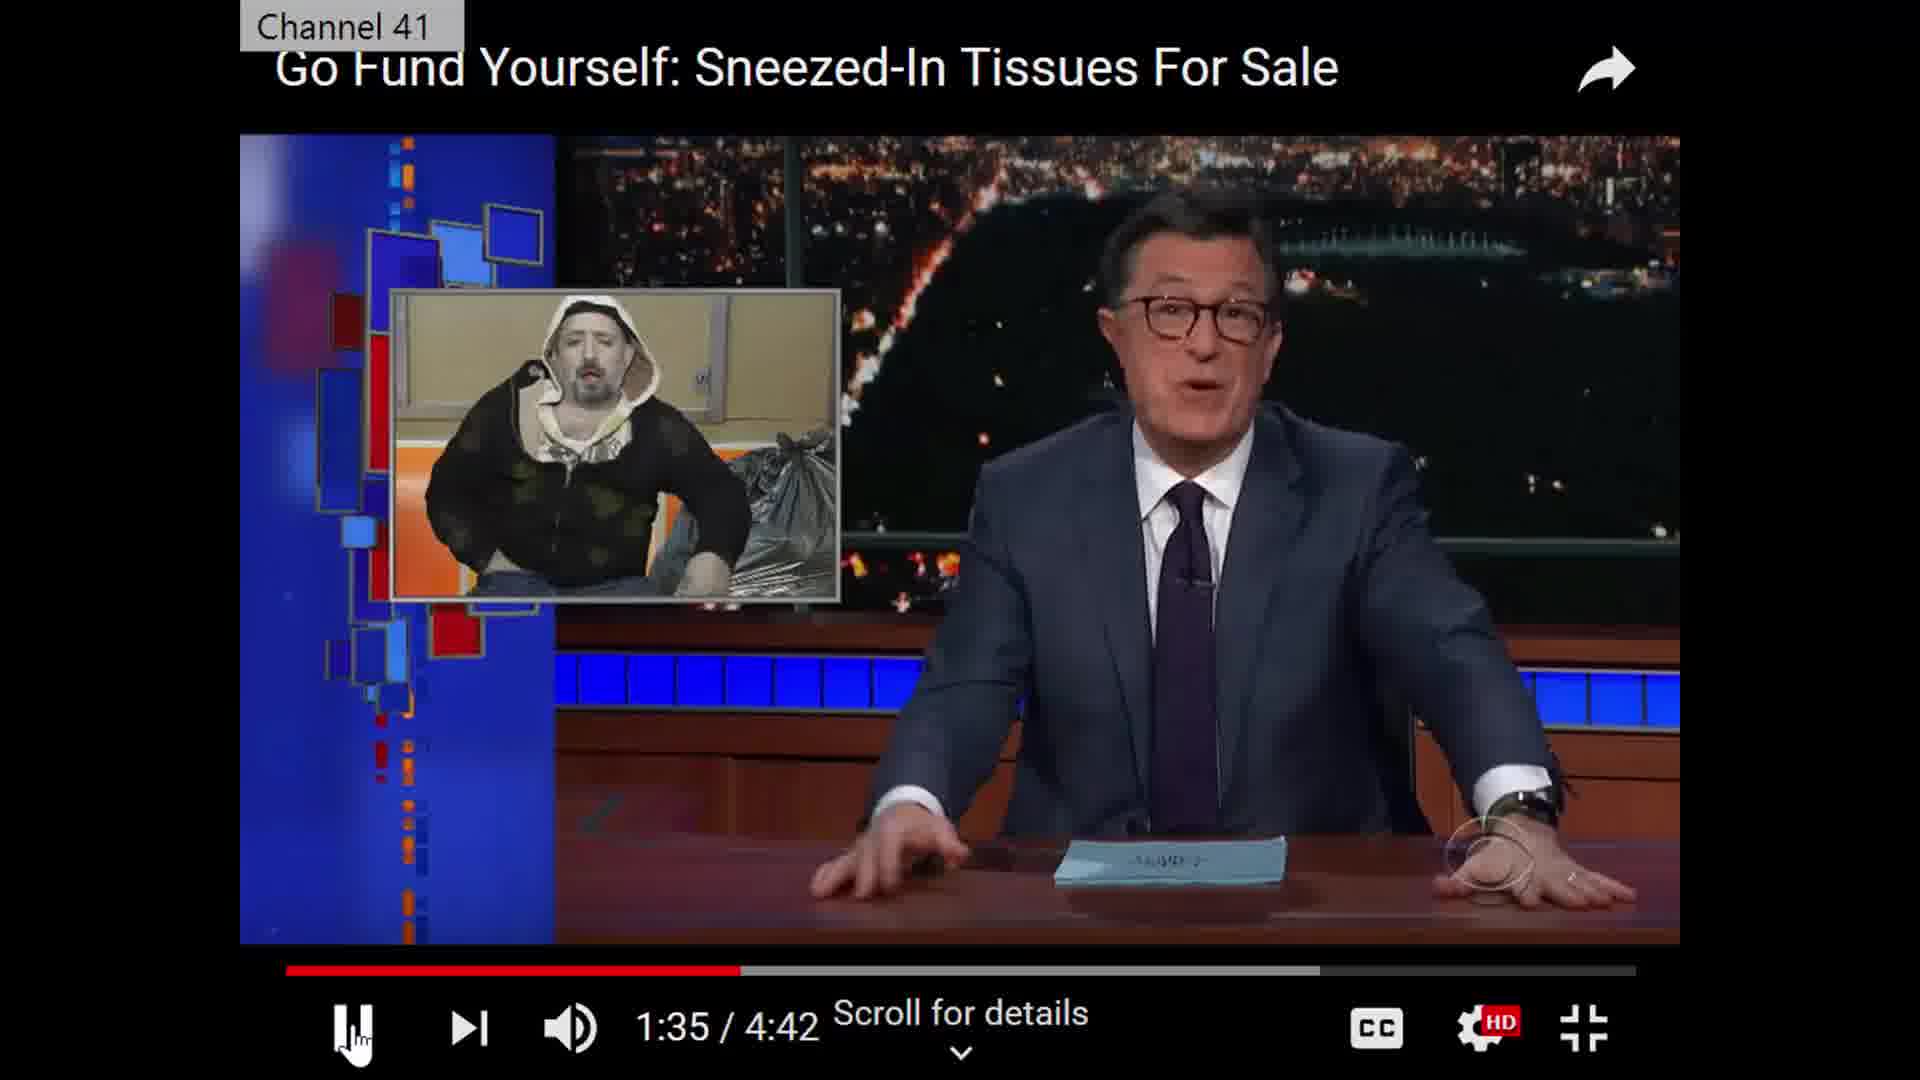 Channel 41
Go Fund Yourself: Sneezed-In Tissues For Sale
1:35 / 4:42
Scroll for details
CC
HD